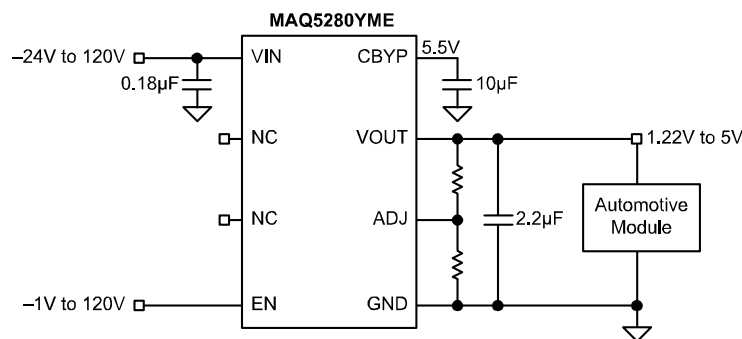 MAQ5280YME
–24V to 120V
VIN
CBYP
5.5V
0.18µF
10µF
NC
VOUT
1.22V to 5V
NC
ADJ
2.2µF
Automotive
Module
–1V to 120V
EN
GND